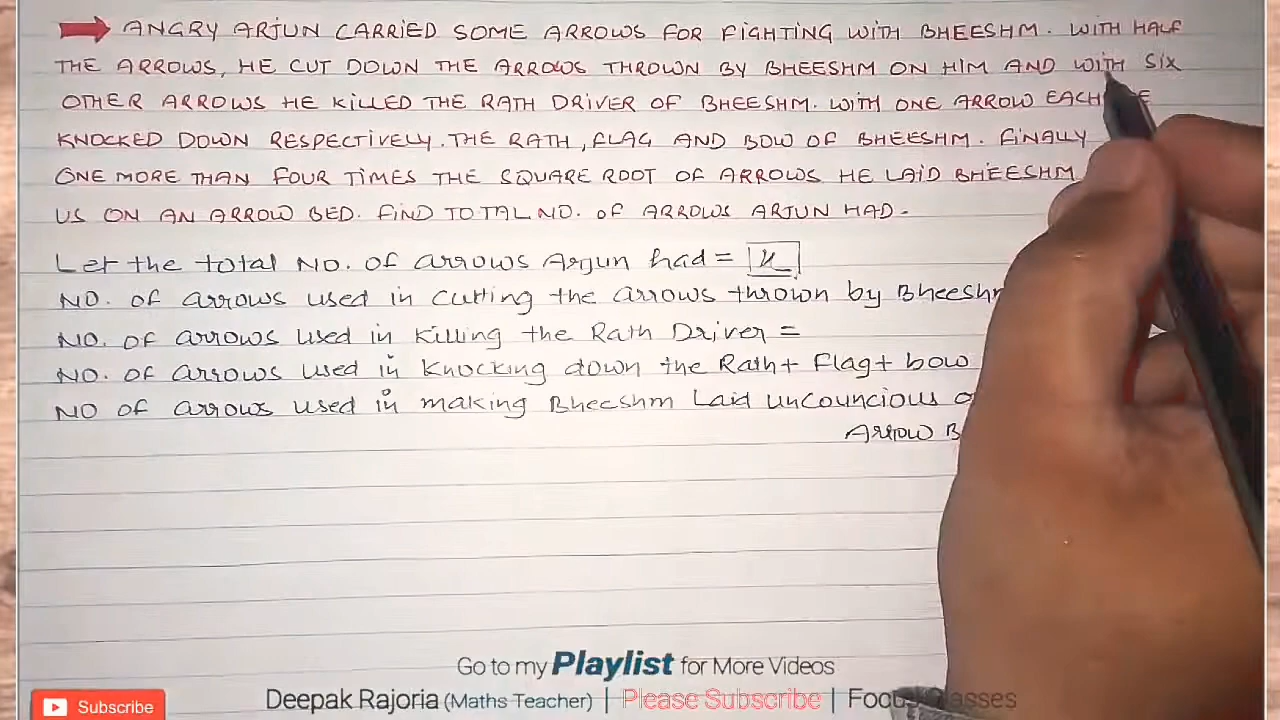 ANGRY ARJUN CARRIED SOME ARROWS FOR FIGHTING WITH BHEESHM. WITH HALF
THE ARROWS, HE CUT DOWN THE ARROWS THROWN BY BHEESHM ON HIM AND WITH SIX
OTHER ARROWS HE KILLED THE RATH DRIVER OF BHEESHM. WITH ONE ARROW EACH
KNOCKED DOWN RESPECTIVELY. THE RATH, FLAG AND BOW OF BHEESHM. FINALLY
ONE MORE THAN FOUR TIMES THE SQUARE ROOT OF ARROWS HE LAID BHEESHM
US ON AN ARROW BED. FIND TOTAL NO. OF ARROWS ARJUN HAD.
Let the total NO. of arrows Arjun had = x
NO. of arrows used in cutting the arrows thrown by Bheeshm
NO. of arrows used in killing the Rath Driver =
NO. of arrows used in knocking down the Rath + Flag + bow
NO of arrows used in making Bheeshm Laid uncouncious
Arrow
Go to my Playlist for More Videos
Deepak Rajoria (Maths Teacher) | Please Subscribe | Focus Classes
Subscribe